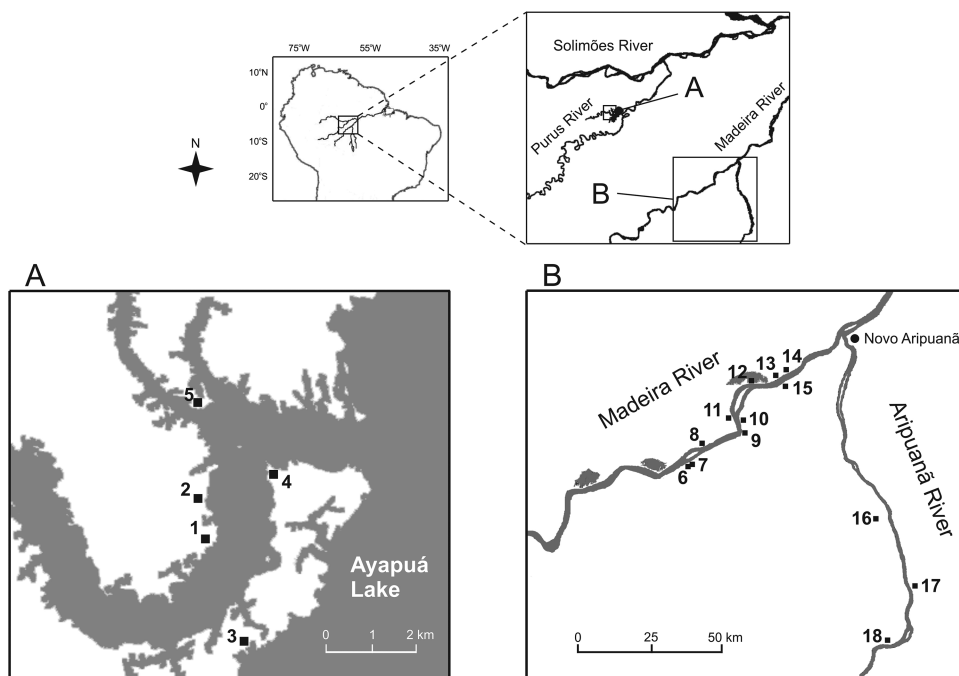 75°W 55°W 35°W
10°N
0°
10°S
20°S
N
Solimões River
A
Purus River
Madeira River
B
A
5
2
4
1
3
Ayapuá
Lake
0 1 2 km
B
Novo Aripuanã
Madeira River
12 13 14
15
11 10
9
8
6 7
Aripuanã River
16
17
18
0 25 50 km